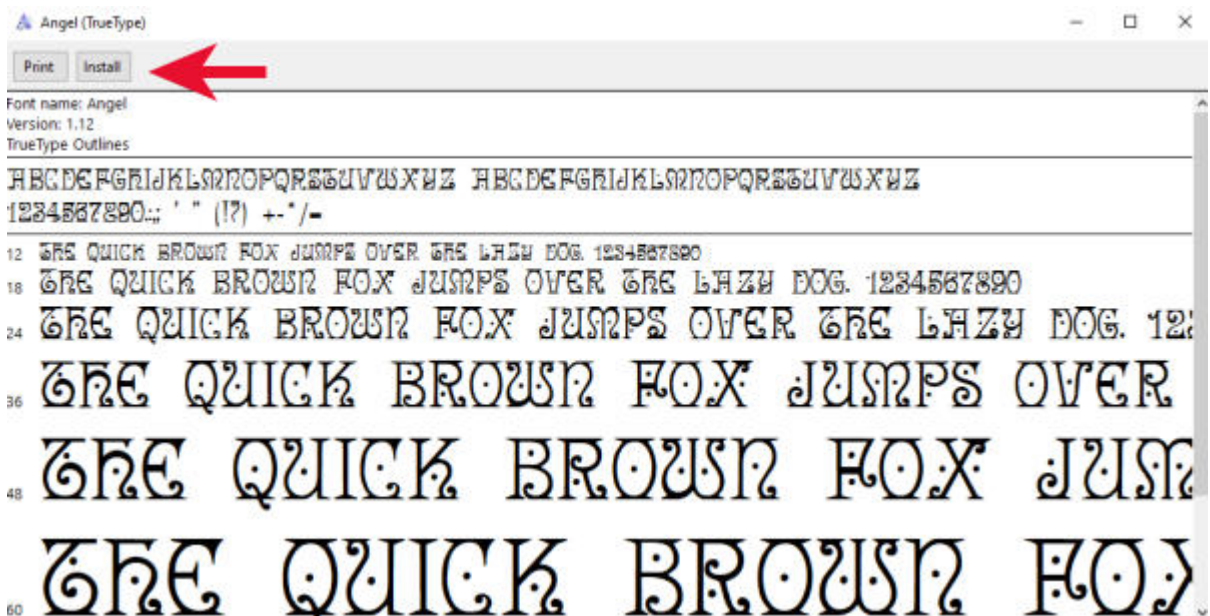 Angel (TrueType)
Print Install
Font name: Angel
Version: 1.12
TrueType Outlines
ABCDEFGHIJKLMNOPQRSTUVWXYZ ABCDEFGHIJKLMNOPQRSTUVWXYZ
1234567890.:; ' " (!?) +-*/=
12 THE QUICK BROWN FOX JUMPS OVER THE LAZY DOG. 1234567890
18 THE QUICK BROWN FOX JUMPS OVER THE LAZY DOG. 1234567890
24 THE QUICK BROWN FOX JUMPS OVER THE LAZY DOG. 12
36 THE QUICK BROWN FOX JUMPS OVER
48 THE QUICK BROWN FOX JUM
60 THE QUICK BROWN FOX